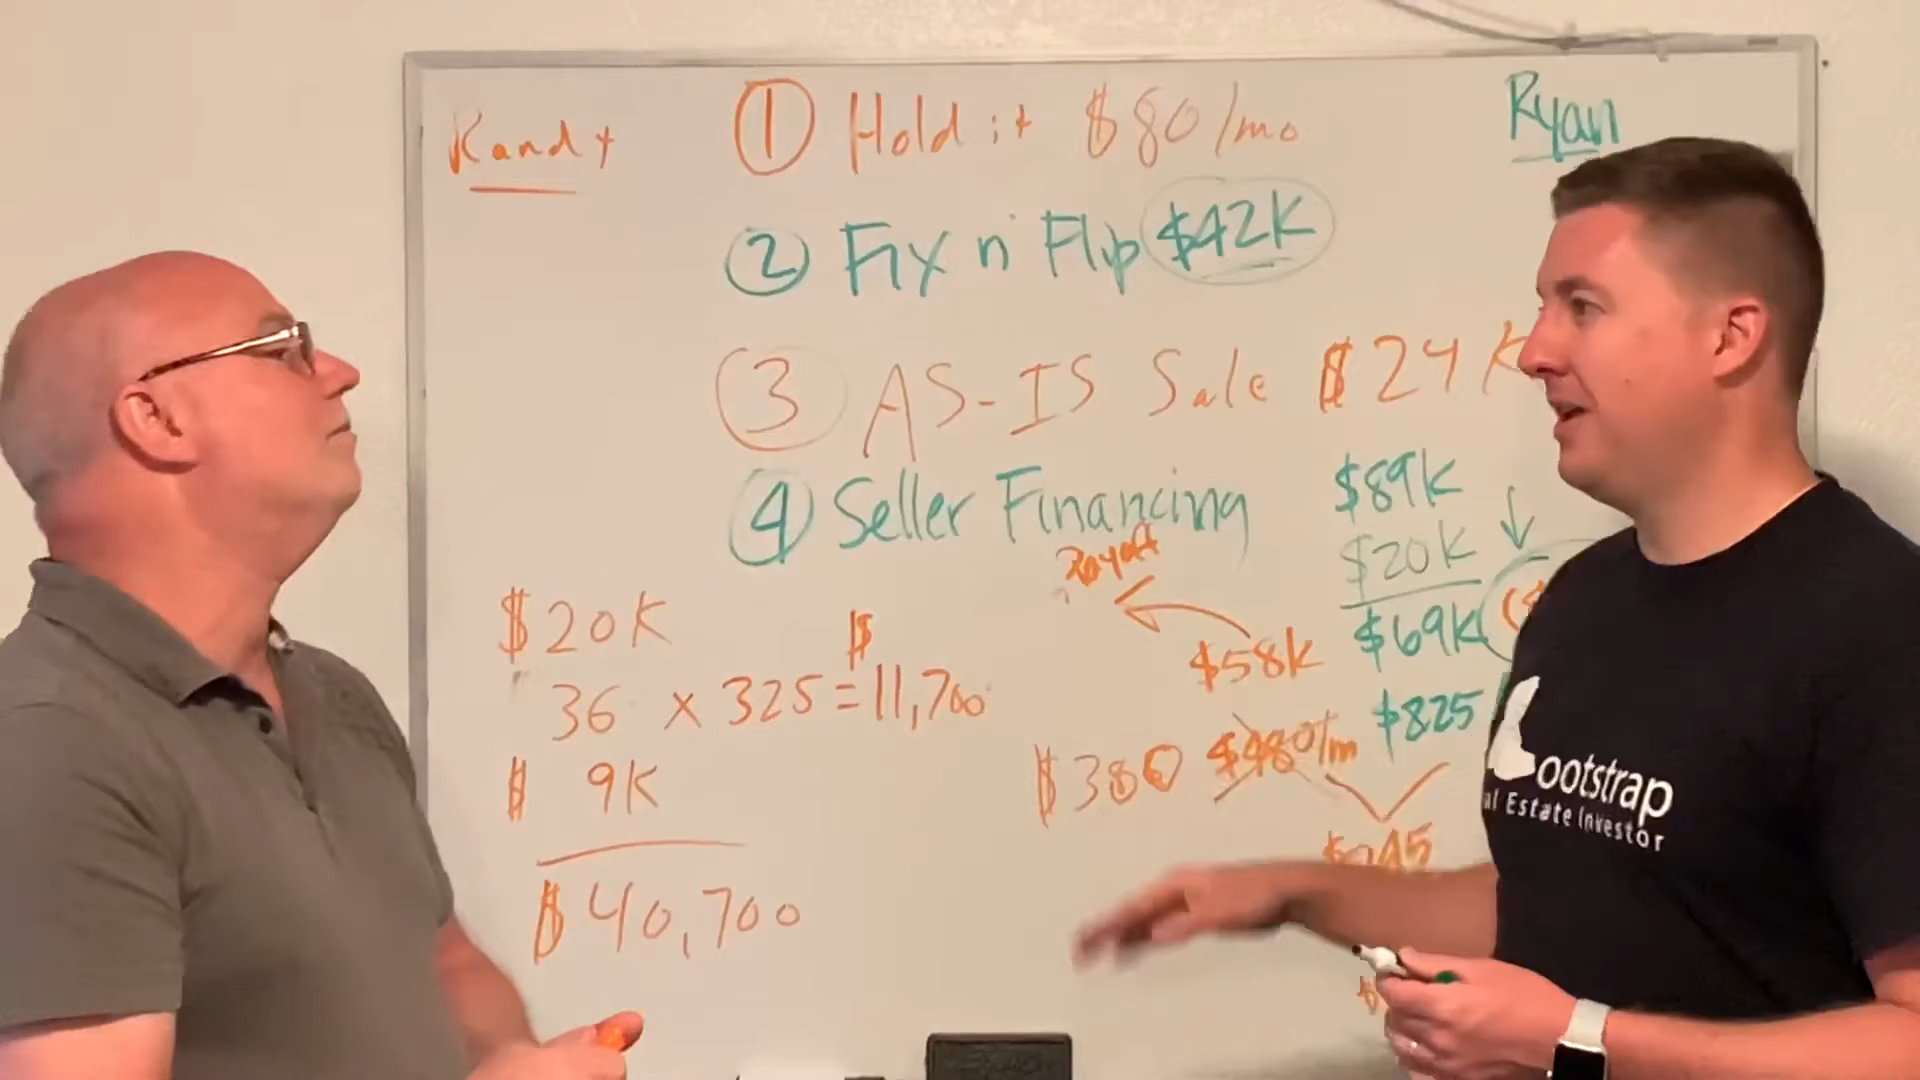 Randy
① Hold it $80/mo
Ryan
② Fix n' Flip $42K
③ AS-IS Sale $24K
④ Seller Financing
$89K
$20K
$69K
Payoff
$58K
$825
$380 $480/m
$20K
36 x 325 = $11,700
$ 9K
$40,700
ootstrap
al Estate Investor